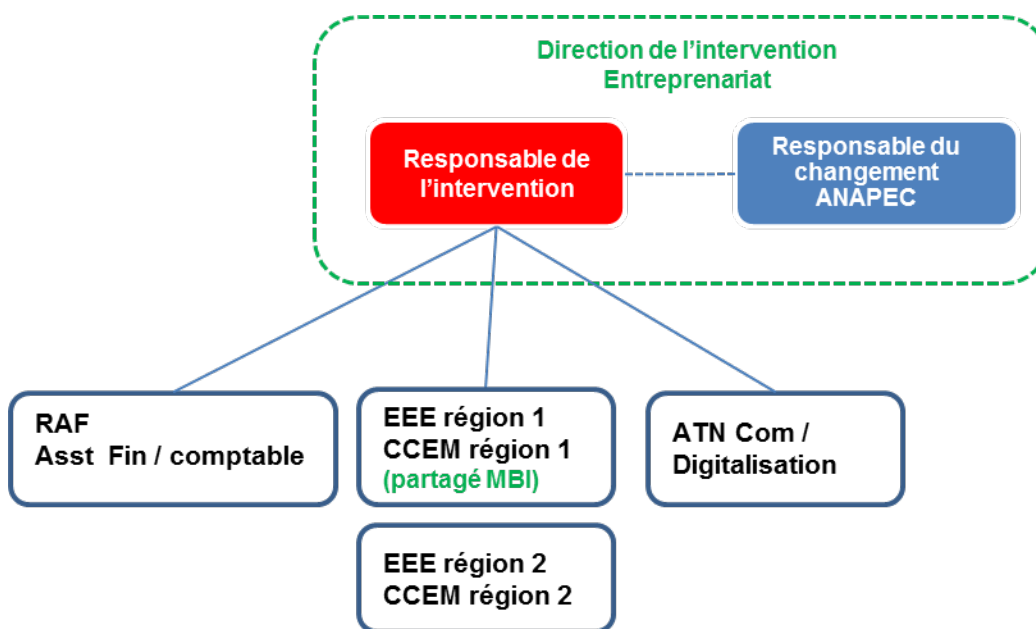 Direction de l’intervention
Entreprenariat
Responsable de
l’intervention
Responsable du
changement
ANAPEC
RAF
Asst Fin / comptable
EEE région 1
CCEM région 1
(partagé MBI)
ATN Com /
Digitalisation
EEE région 2
CCEM région 2